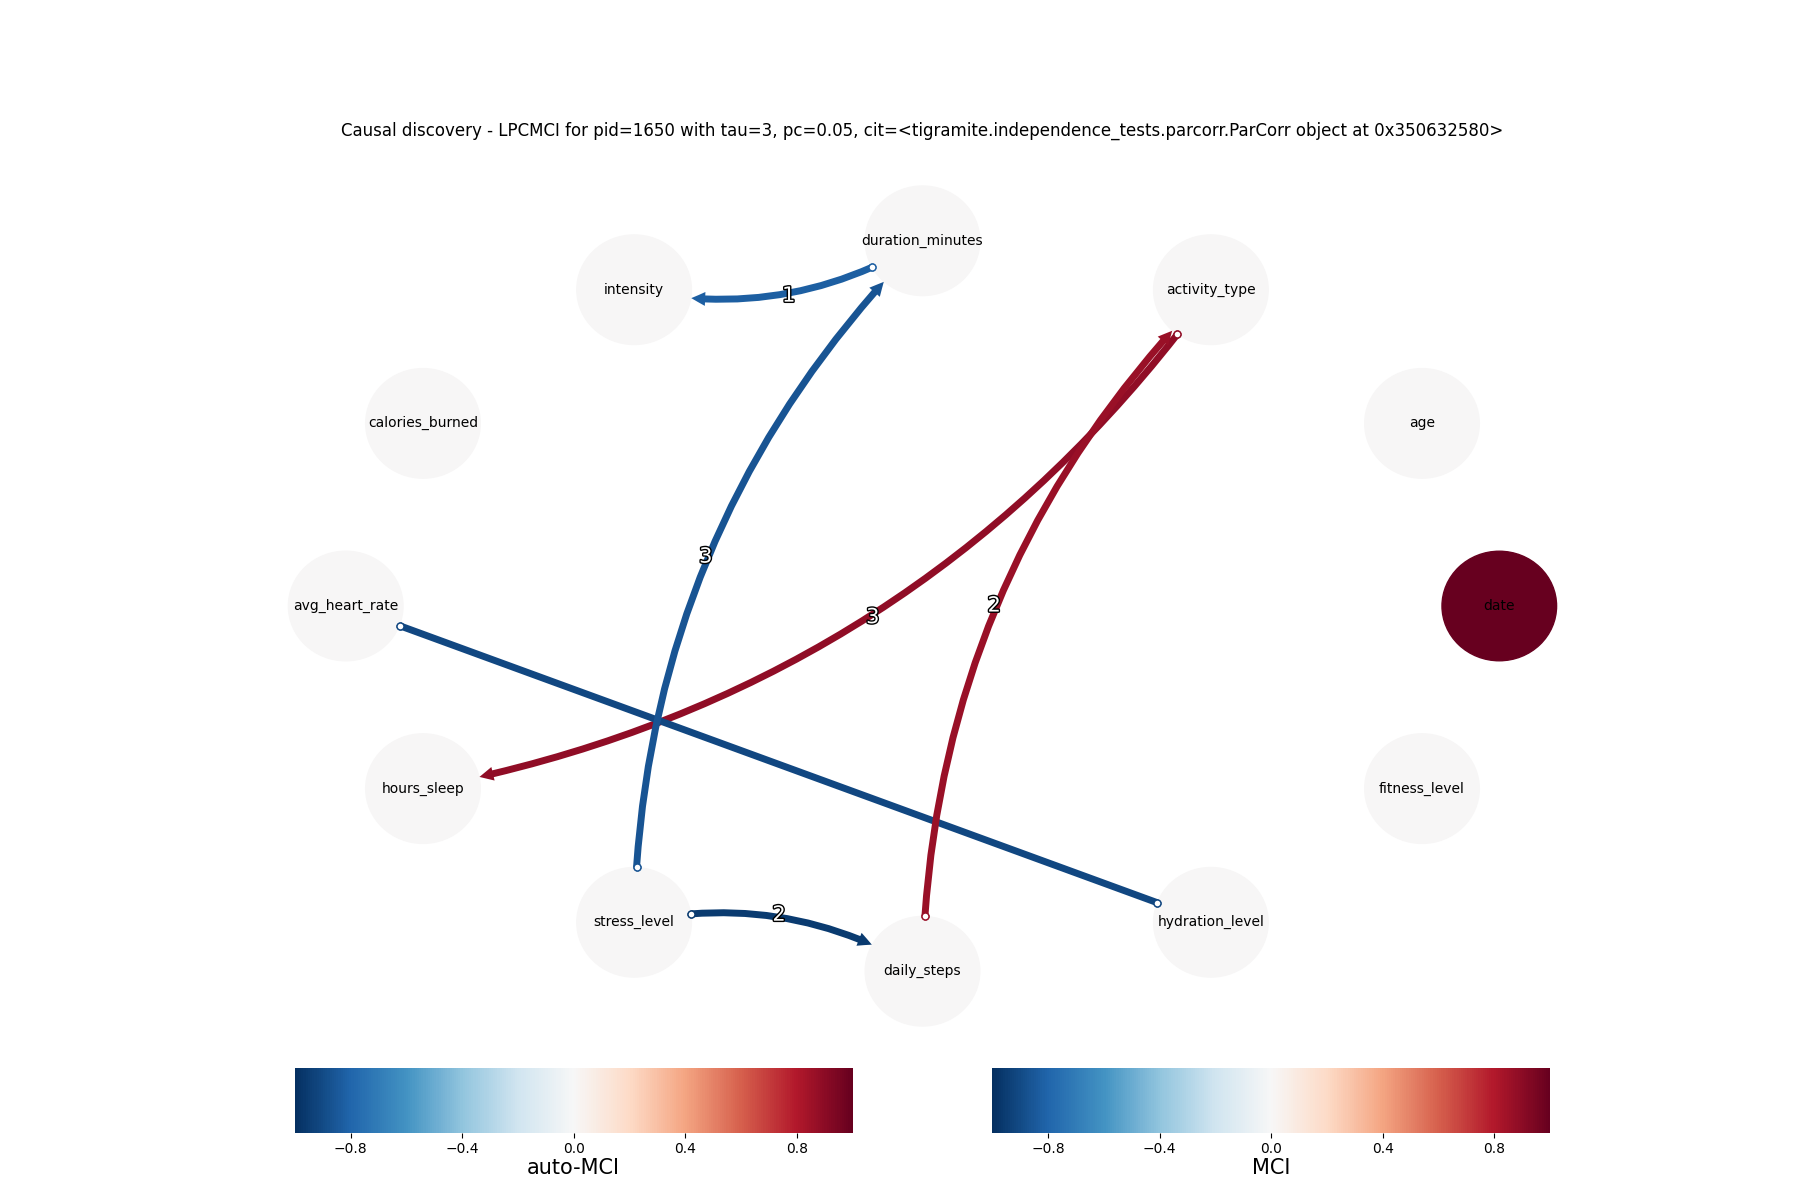 Causal discovery - LPCMCI for pid=1650 with tau=3, pc=0.05, cit=<tigramite.independence_tests.parcorr.ParCorr object at 0x350632580>
duration_minutes
intensity
activity_type
1
calories_burned
age
3
avg_heart_rate
3
2
date
hours_sleep
fitness_level
stress_level
2
daily_steps
hydration_level
−0.8
−0.4
0.0
0.4
0.8
auto-MCI
−0.8
−0.4
0.0
0.4
0.8
MCI